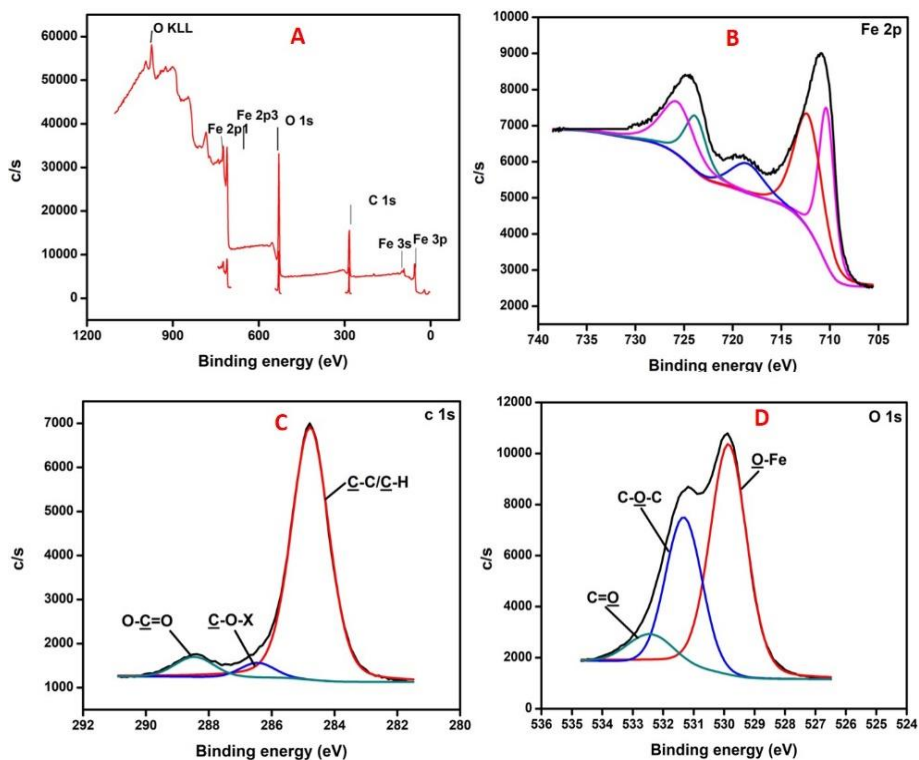 A
O KLL
Fe 2p1
Fe 2p3
O 1s
C 1s
Fe 3s
Fe 3p
c/s
60000
50000
40000
30000
20000
10000
0
1200
900
600
300
0
Binding energy (eV)
B
Fe 2p
c/s
10000
9000
8000
7000
6000
5000
4000
3000
2000
740
735
730
725
720
715
710
705
Binding energy (eV)
C
c 1s
C-C/C-H
O-C=O
C-O-X
c/s
7000
6000
5000
4000
3000
2000
1000
292
290
288
286
284
282
280
Binding energy (eV)
D
O 1s
O-Fe
C-O-C
C=O
c/s
12000
10000
8000
6000
4000
2000
0
536
535
534
533
532
531
530
529
528
527
526
525
524
Binding energy (eV)